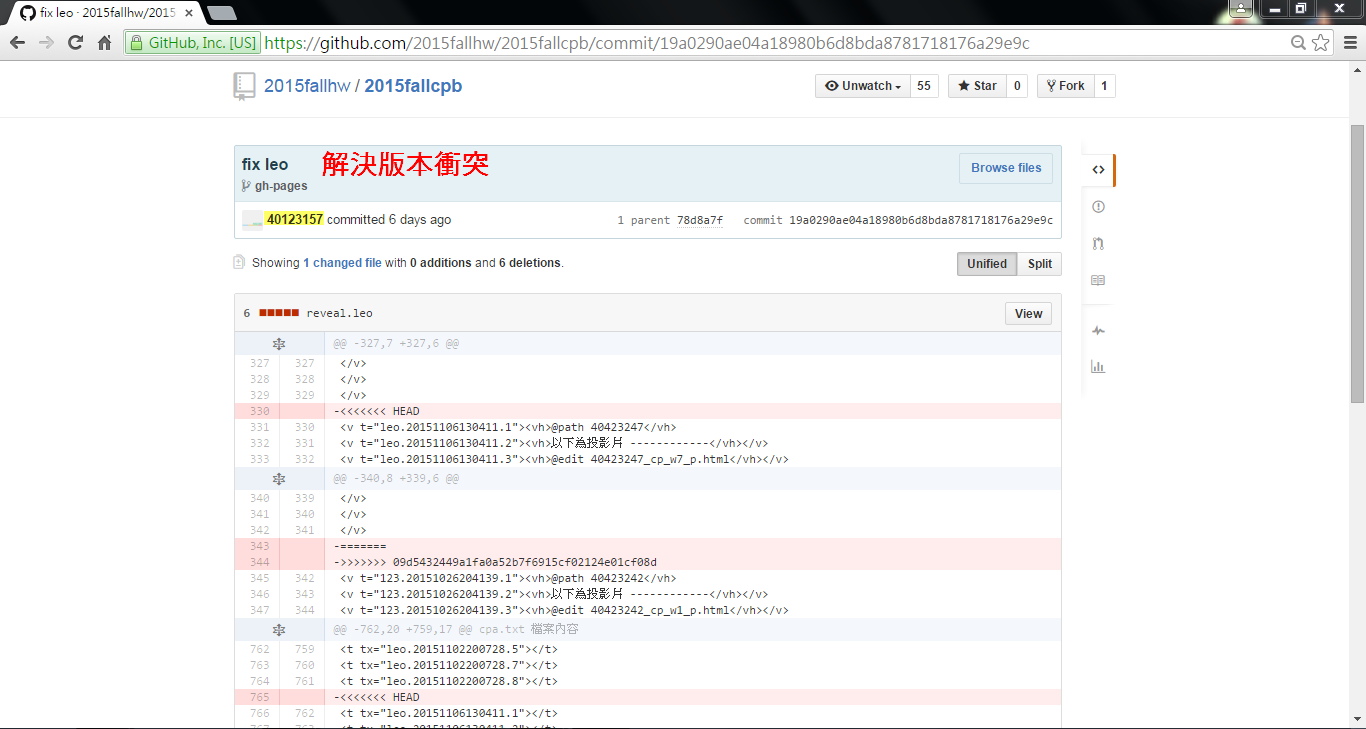 fix leo · 2015fallhw/2015
GitHub, Inc. [US] https://github.com/2015fallhw/2015fallcpb/commit/19a0290ae04a18980b6d8bda8781718176a29e9c
2015fallhw / 2015fallcpb
Unwatch 55 Star 0 Fork 1
fix leo 解決版本衝突
Browse files
gh-pages
40123157 committed 6 days ago 1 parent 78d8a7f commit 19a0290ae04a18980b6d8bda8781718176a29e9c
Showing 1 changed file with 0 additions and 6 deletions.
Unified Split
6 reveal.leo View
@@ -327,7 +327,6 @@
327 327 </v>
328 328 </v>
329 329 </v>
330 -<<<<<<< HEAD
331 330 <v t="leo.20151106130411.1"><vh>@path 40423247</vh>
332 331 <v t="leo.20151106130411.2"><vh>以下為投影片 ------------</vh></v>
333 332 <v t="leo.20151106130411.3"><vh>@edit 40423247_cp_w7_p.html</vh></v>
@@ -340,8 +339,6 @@
340 339 </v>
341 340 </v>
342 341 </v>
343 -=======
344 ->>>>>>> 09d5432449a1fa0a52b7f6915cf02124e01cf08d
345 342 <v t="123.20151026204139.1"><vh>@path 40423242</vh>
346 343 <v t="123.20151026204139.2"><vh>以下為投影片 ------------</vh></v>
347 344 <v t="123.20151026204139.3"><vh>@edit 40423242_cp_w1_p.html</vh></v>
@@ -762,20 +759,17 @@ cpa.txt 檔案內容
762 759 <t tx="leo.20151102200728.5"></t>
763 760 <t tx="leo.20151102200728.7"></t>
764 761 <t tx="leo.20151102200728.8"></t>
765 -<<<<<<< HEAD
766 762 <t tx="leo.20151106130411.1"></t>